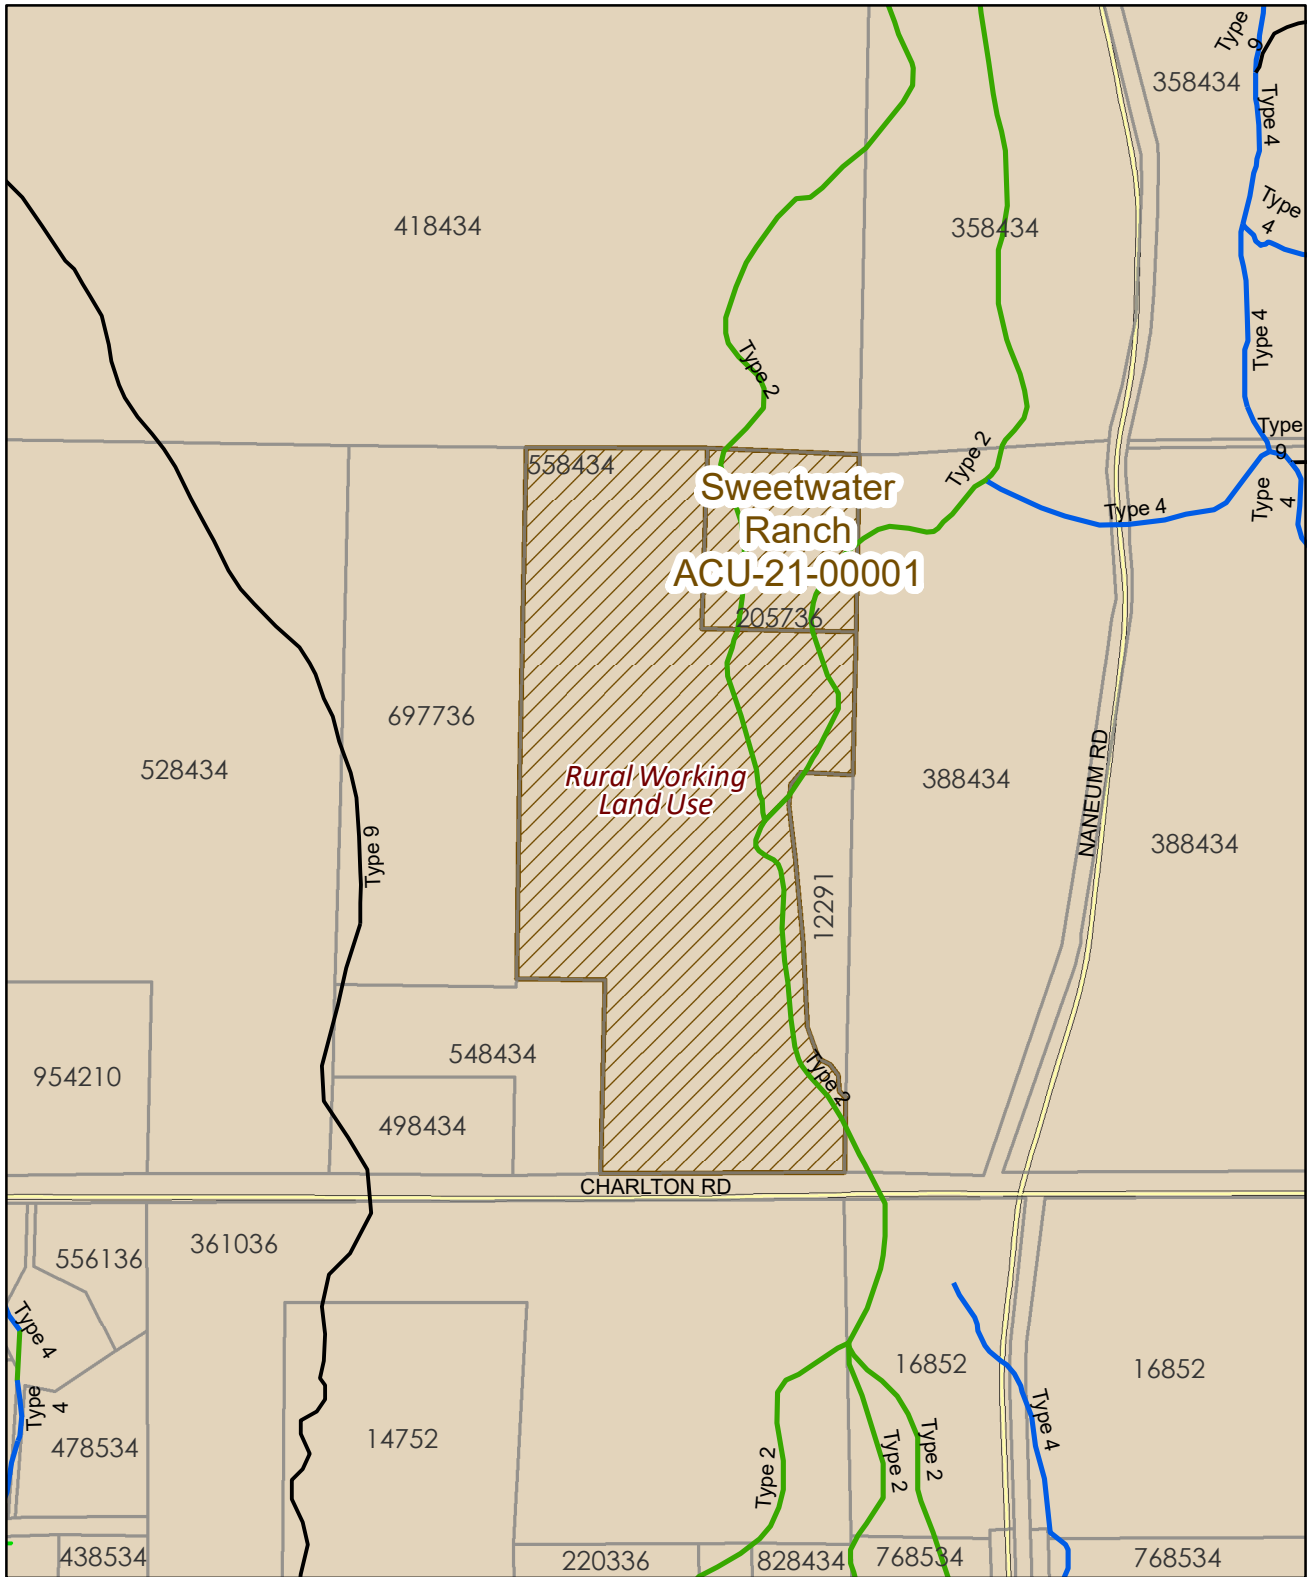 Type
9
358434
Type 4
Type
4
418434
358434
Type 4
Type 2
Type
9
Type 2
558434
Sweetwater
Ranch
ACU-21-00001
Type 4
Type
4
205736
697736
528434
Rural Working
Land Use
388434
NANEUM RD
388434
Type 9
12291
548434
954210
Type 2
498434
CHARLTON RD
361036
556136
Type 4
16852
16852
Type
4
14752
478534
Type 2
Type 2
Type 2
Type 4
438534
220336
828434
768534
768534